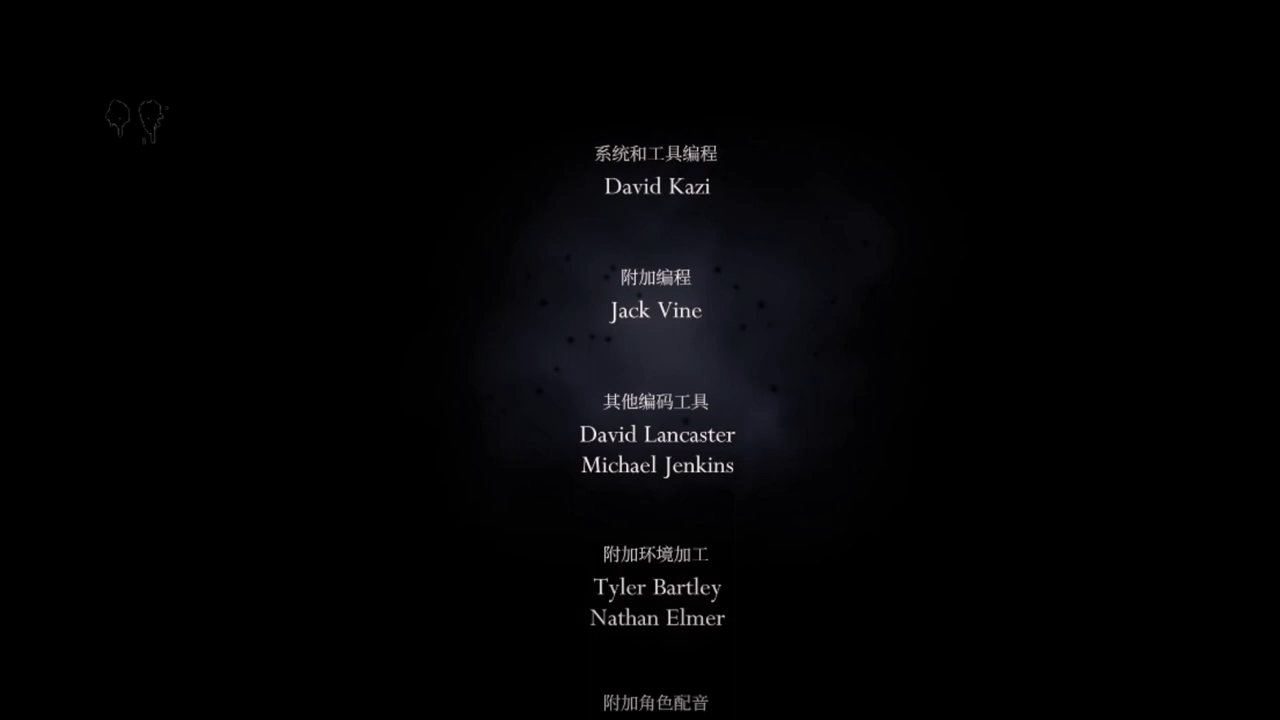 系统和工具编程
David Kazi
附加编程
Jack Vine
其他编码工具
David Lancaster
Michael Jenkins
附加环境加工
Tyler Bartley
Nathan Elmer
附加角色配音